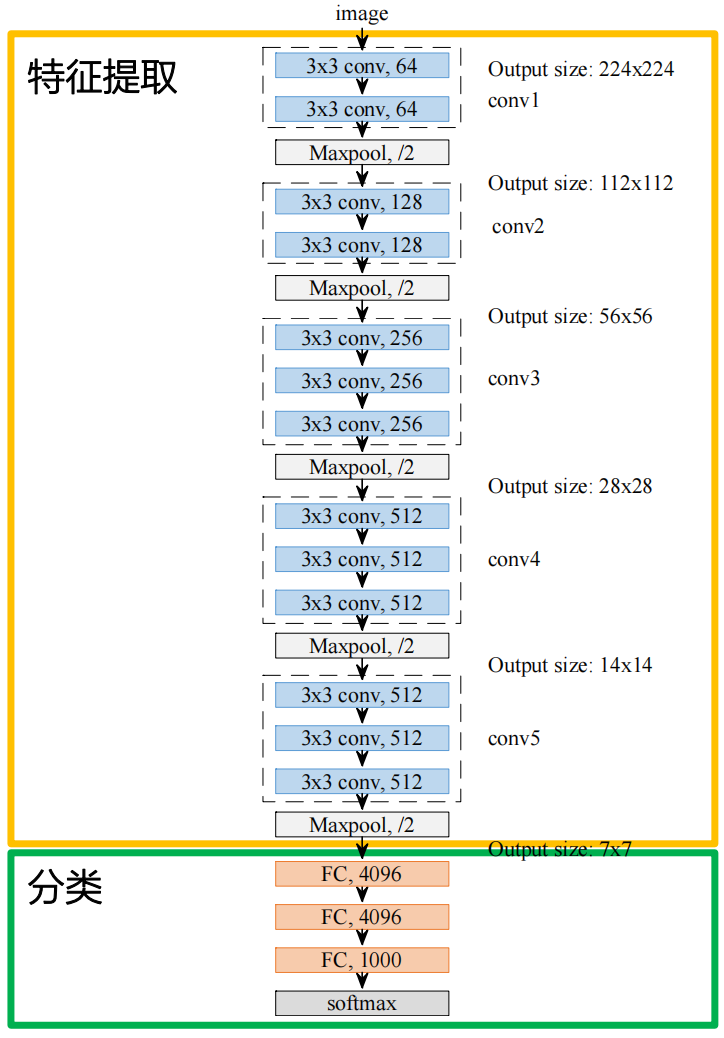 image
特征提取
3x3 conv, 64
Output size: 224x224
3x3 conv, 64
conv1
Maxpool, /2
Output size: 112x112
3x3 conv, 128
conv2
3x3 conv, 128
Maxpool, /2
Output size: 56x56
3x3 conv, 256
3x3 conv, 256
conv3
3x3 conv, 256
Maxpool, /2
Output size: 28x28
3x3 conv, 512
3x3 conv, 512
conv4
3x3 conv, 512
Maxpool, /2
Output size: 14x14
3x3 conv, 512
3x3 conv, 512
conv5
3x3 conv, 512
Maxpool, /2
Output size: 7x7
分类
FC, 4096
FC, 4096
FC, 1000
softmax